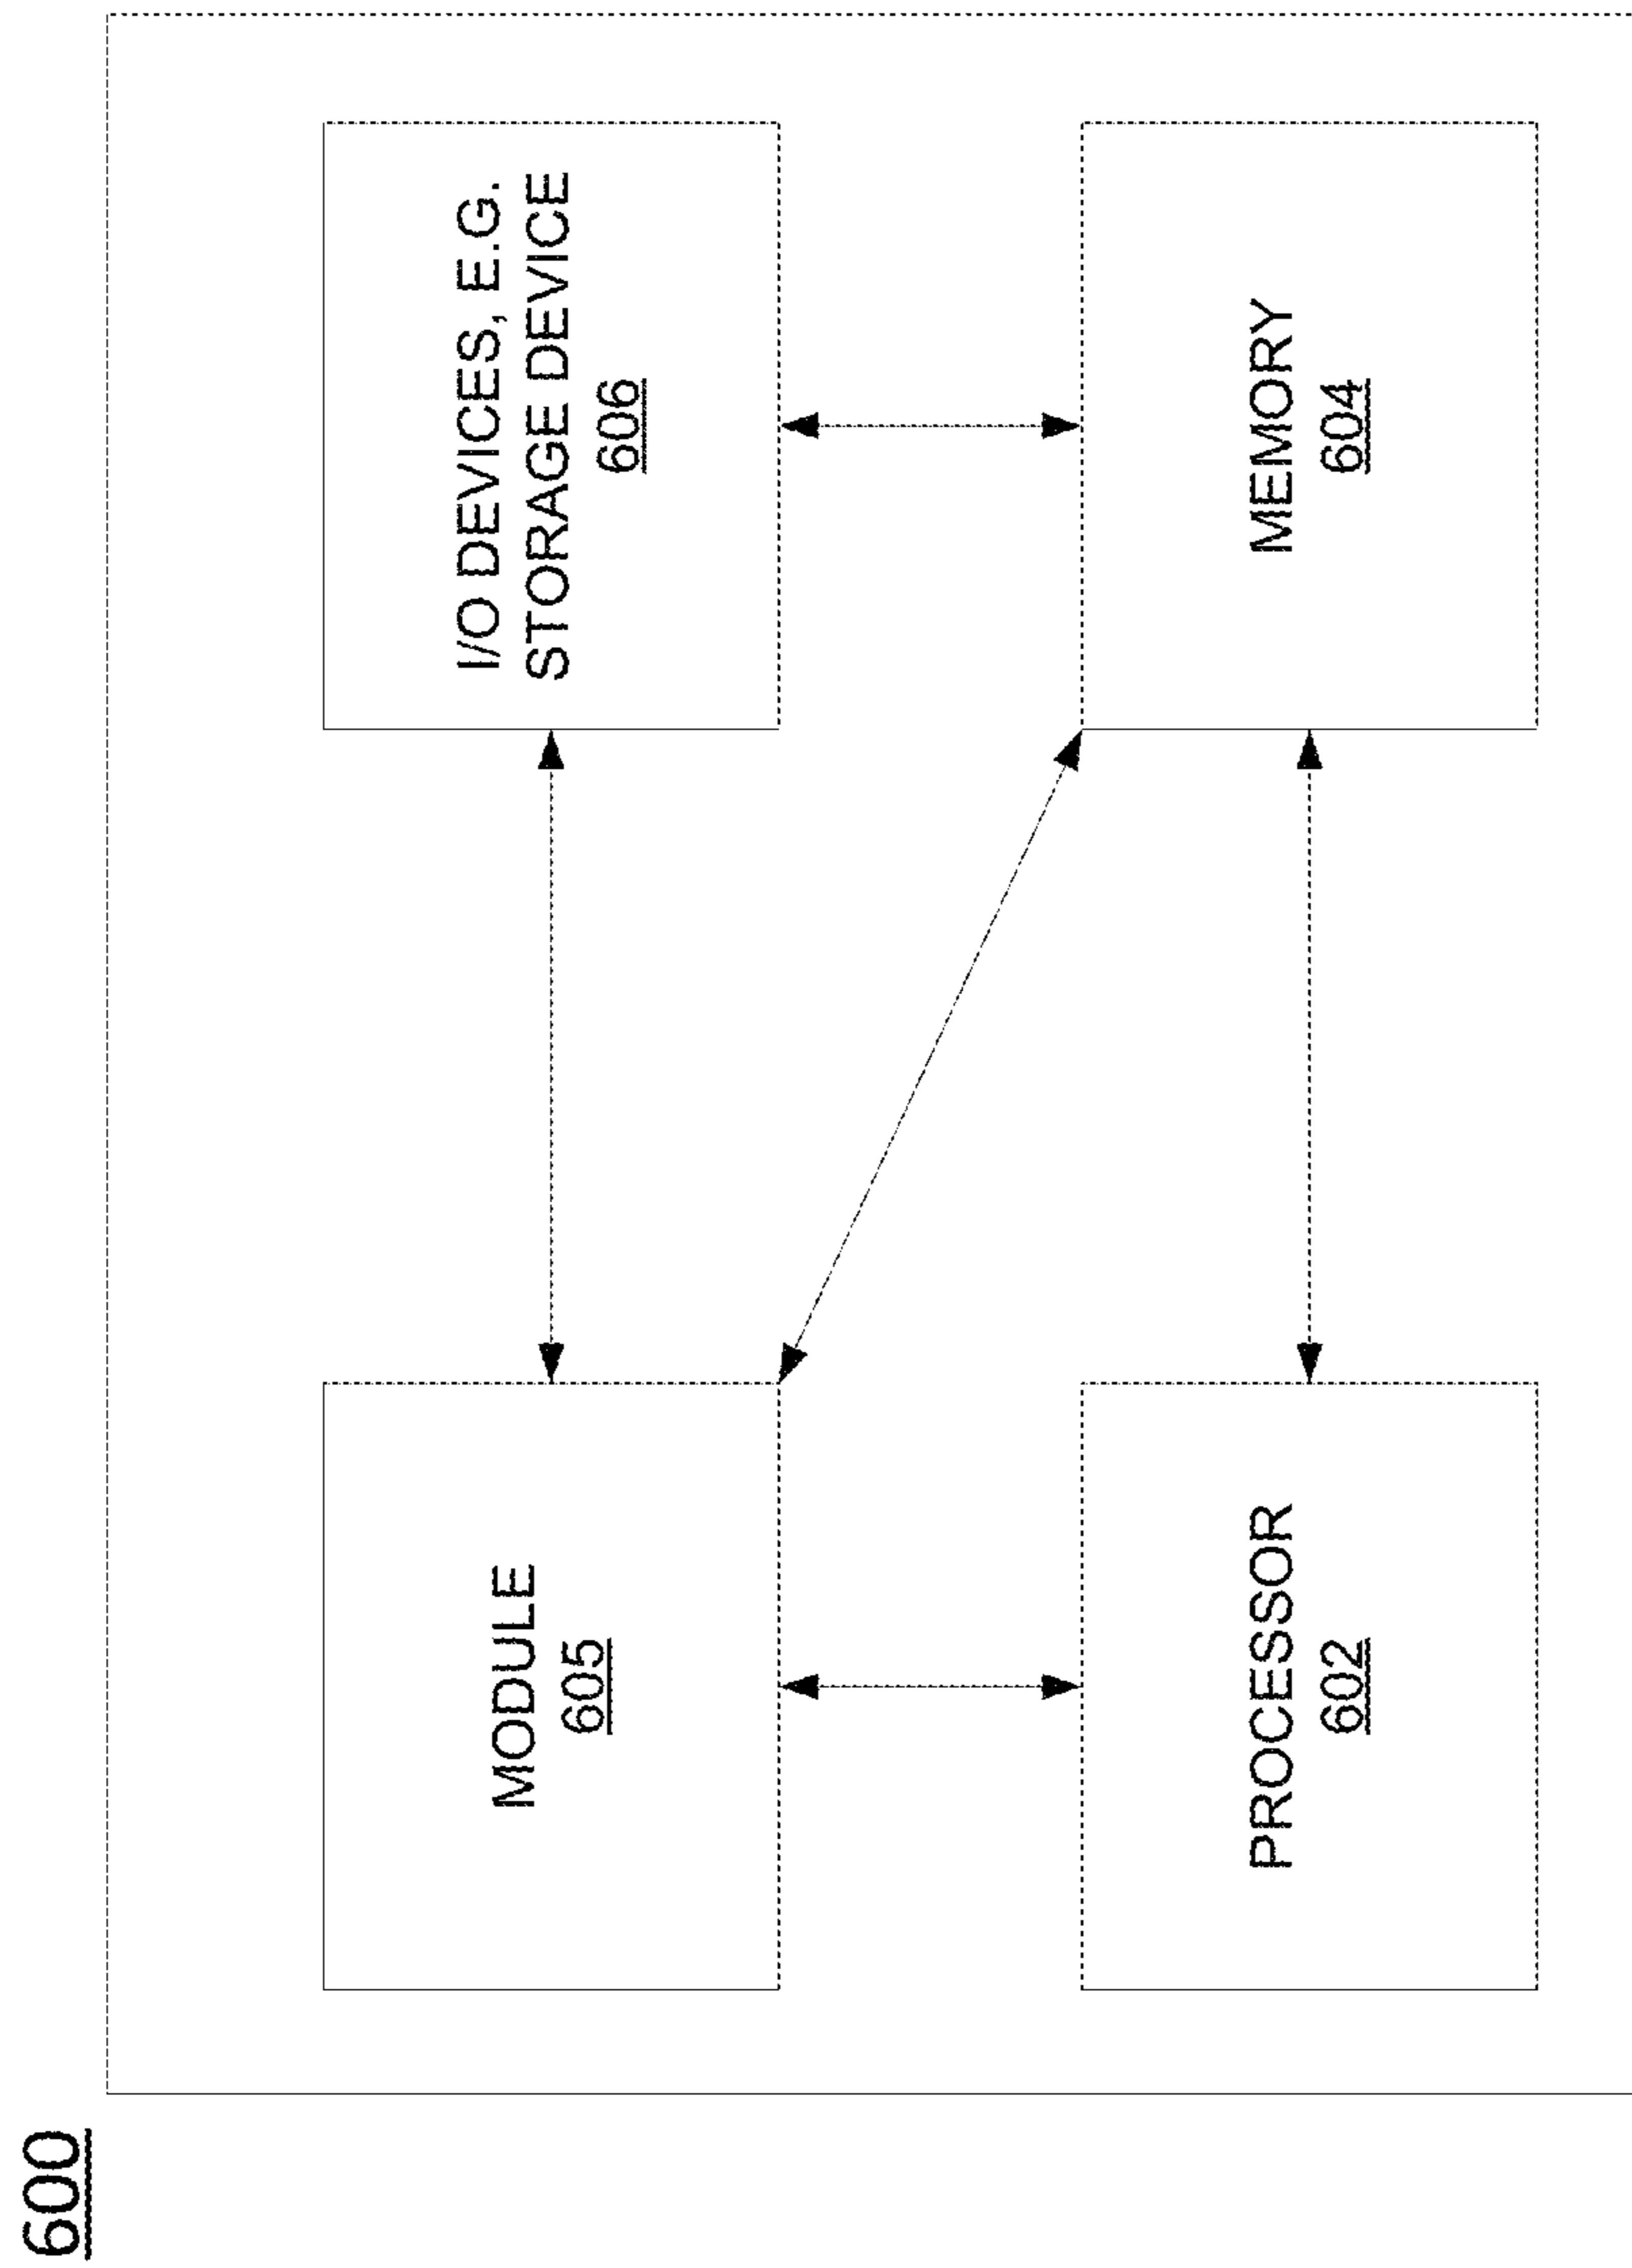 600
MODULE
605
I/O DEVICES, E.G.
STORAGE DEVICE
606
PROCESSOR
602
MEMORY
604